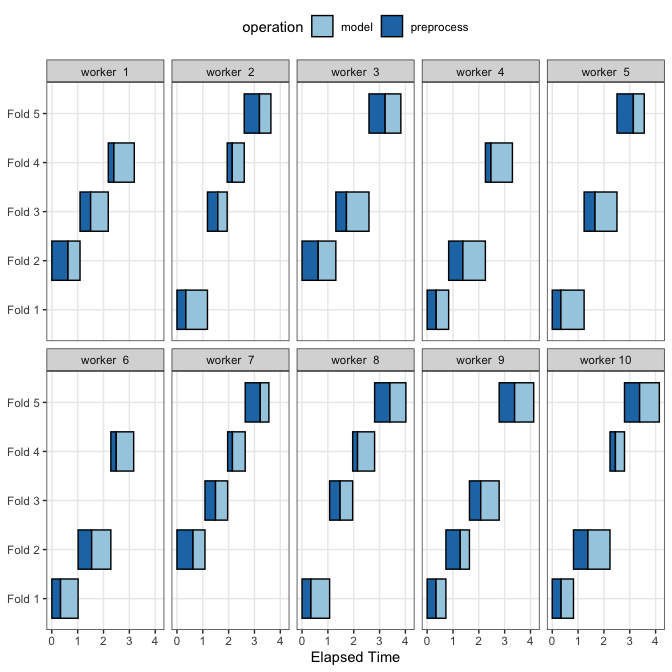 operation model preprocess
worker 1 worker 2 worker 3 worker 4 worker 5
Fold 5
Fold 4
Fold 3
Fold 2
Fold 1
worker 6 worker 7 worker 8 worker 9 worker 10
Fold 5
Fold 4
Fold 3
Fold 2
Fold 1
0 1 2 3 4 0 1 2 3 4 0 1 2 3 4 0 1 2 3 4 0 1 2 3 4
Elapsed Time